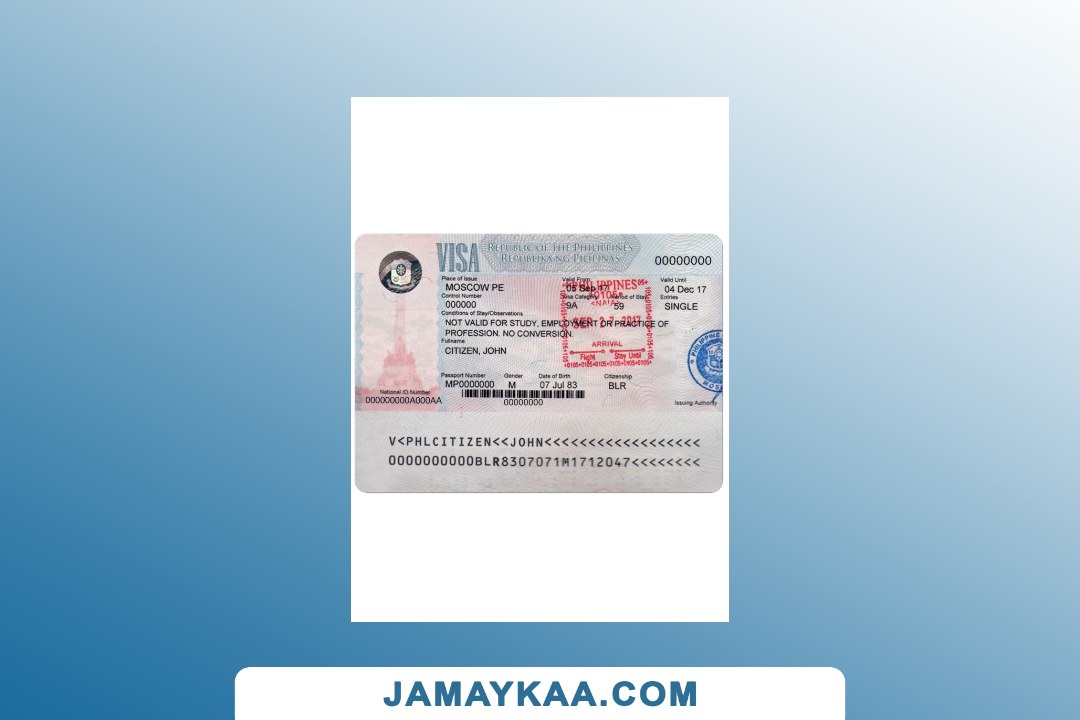 VISA
REPUBLIC OF THE PHILIPPINES
REPUBLIKA NG PILIPINAS
00000000
Place of Issue
MOSCOW PE
Valid From
05 Sep 17
Valid Until
04 Dec 17
Control Number
000000
Visa Category
9A
Period of Stay
59
Entries
SINGLE
Conditions of Stay/Observations
NOT VALID FOR STUDY, EMPLOYMENT OR PRACTICE OF
PROFESSION. NO CONVERSION.
Fullname
CITIZEN, JOHN
PHILIPPINES
<NAIA>
SEP 27 2017
ARRIVAL
Flight
Stay Until
Passport Number
MP0000000
Gender
M
Date of Birth
07 Jul 83
Citizenship
BLR
National ID Number
000000000A000AA
00000000
Issuing Authority
V<PHLCITIZEN<<JOHN<<<<<<<<<<<<<<<<<<<
0000000000BLR8307071M1712047<<<<<<<<
JAMAYKAA.COM